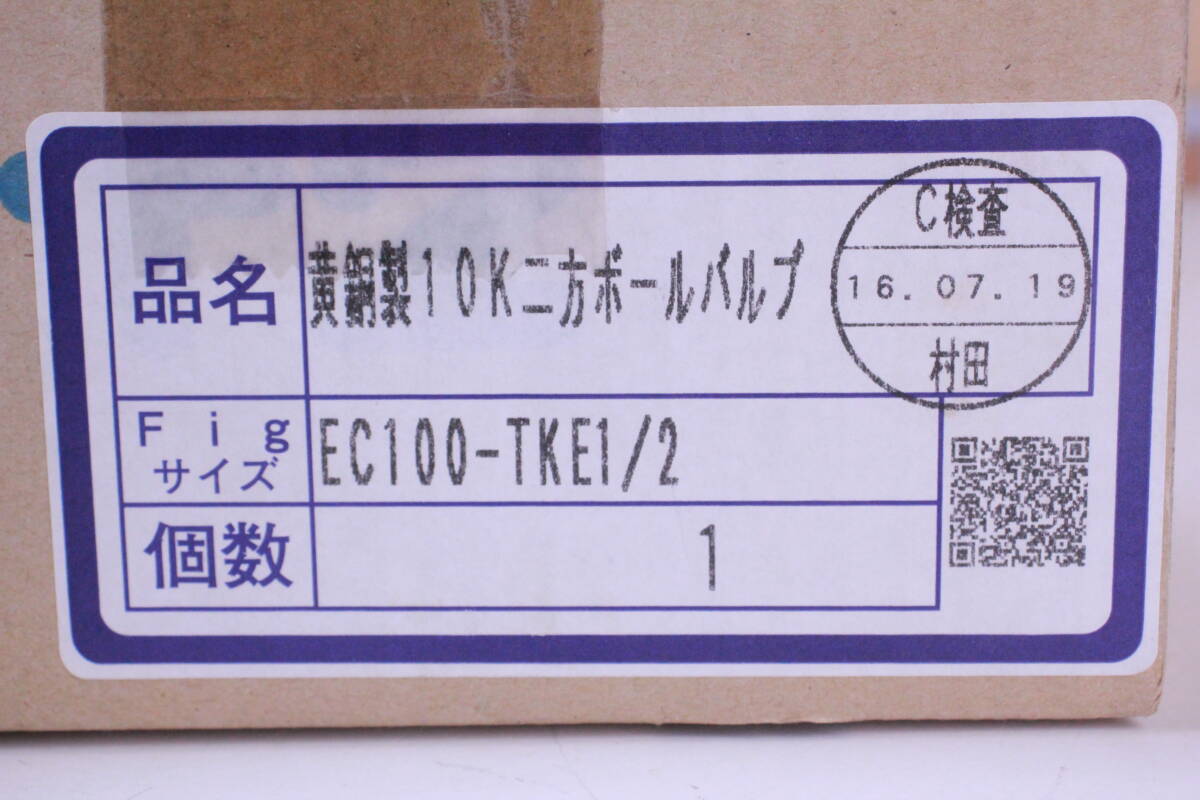 品名
黄銅製10K二方ボールバルブ
C検査
16.07.19
村田
Fig
サイズ
EC100-TKE1/2
個数
1